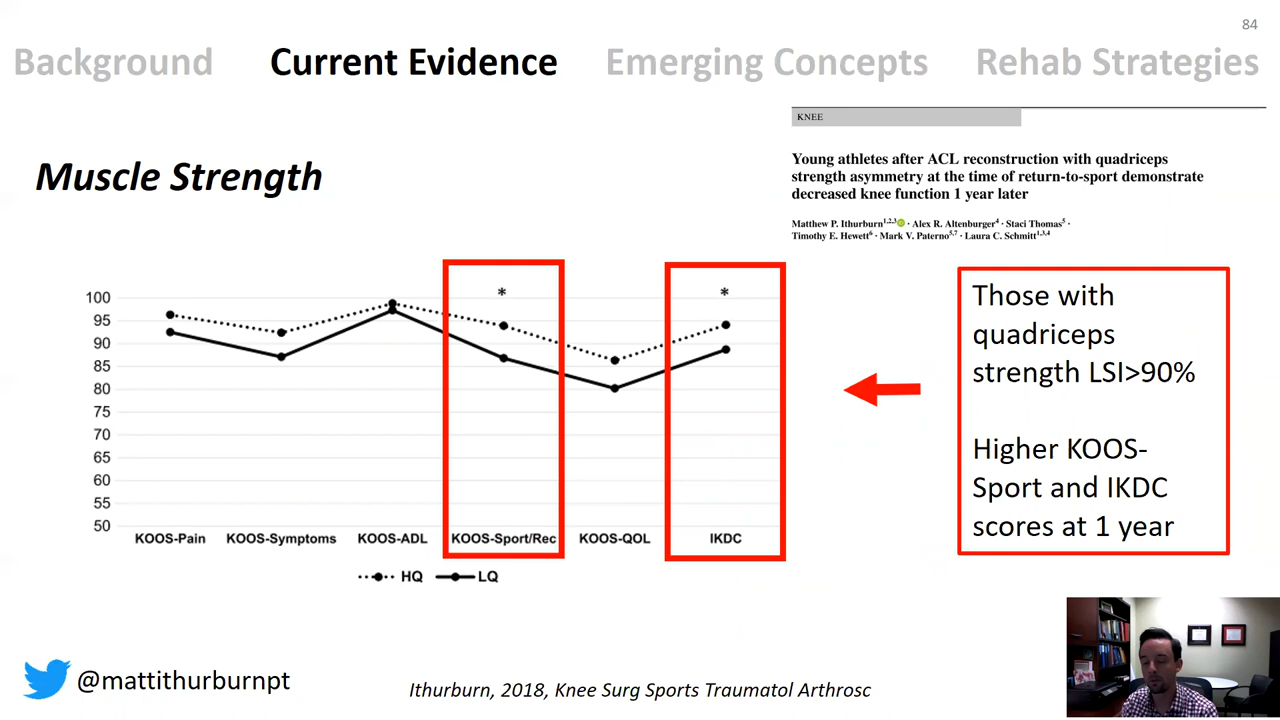 84
Background Current Evidence Emerging Concepts Rehab Strategies
KNEE
Young athletes after ACL reconstruction with quadriceps
strength asymmetry at the time of return-to-sport demonstrate
decreased knee function 1 year later
Matthew P. Ithurburn1,2,3 · Alex R. Altenburger4 · Staci Thomas5 ·
Timothy E. Hewett6 · Mark V. Paterno5,7 · Laura C. Schmitt1,3,4
Muscle Strength
* *
100
95
90
85
80
75
70
65
60
55
50
KOOS-Pain KOOS-Symptoms KOOS-ADL KOOS-Sport/Rec KOOS-QOL IKDC
HQ LQ
Those with
quadriceps
strength LSI>90%
Higher KOOS-
Sport and IKDC
scores at 1 year
@mattithurburnpt
Ithurburn, 2018, Knee Surg Sports Traumatol Arthrosc